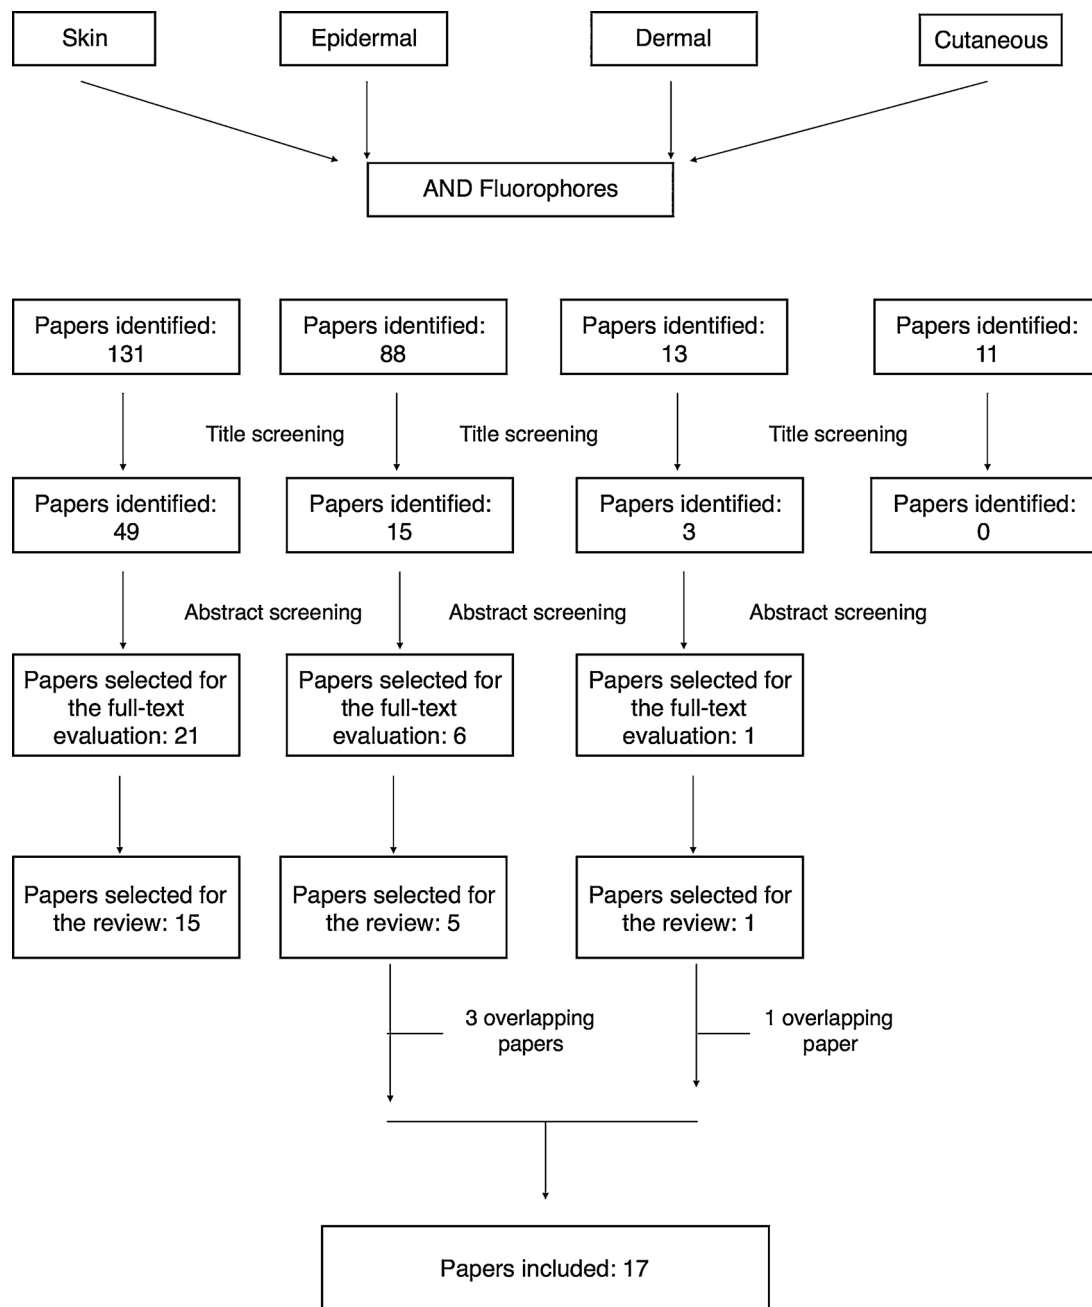 Skin
Epidermal
Dermal
Cutaneous
AND Fluorophores
Papers identified:
131
Papers identified:
88
Papers identified:
13
Papers identified:
11
Title screening
Title screening
Title screening
Papers identified:
49
Papers identified:
15
Papers identified:
3
Papers identified:
0
Abstract screening
Abstract screening
Abstract screening
Papers selected for
the full-text
evaluation: 21
Papers selected for
the full-text
evaluation: 6
Papers selected for
the full-text
evaluation: 1
Papers selected for
the review: 15
Papers selected for
the review: 5
Papers selected for
the review: 1
3 overlapping
papers
1 overlapping
paper
Papers included: 17